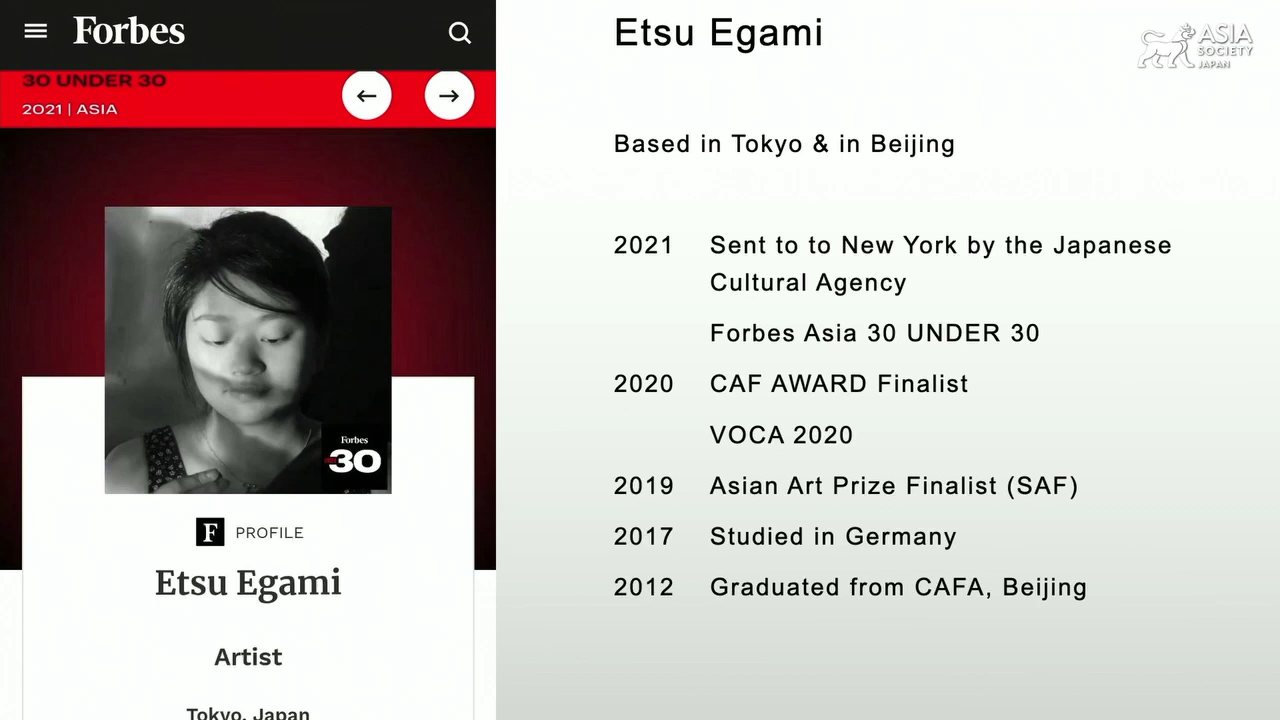 Forbes
30 UNDER 30
2021 | ASIA
Forbes
30
F PROFILE
Etsu Egami
Artist
Tokyo, Japan
Etsu Egami
ASIA
SOCIETY
JAPAN
Based in Tokyo & in Beijing
2021 Sent to to New York by the Japanese
Cultural Agency
Forbes Asia 30 UNDER 30
2020 CAF AWARD Finalist
VOCA 2020
2019 Asian Art Prize Finalist (SAF)
2017 Studied in Germany
2012 Graduated from CAFA, Beijing